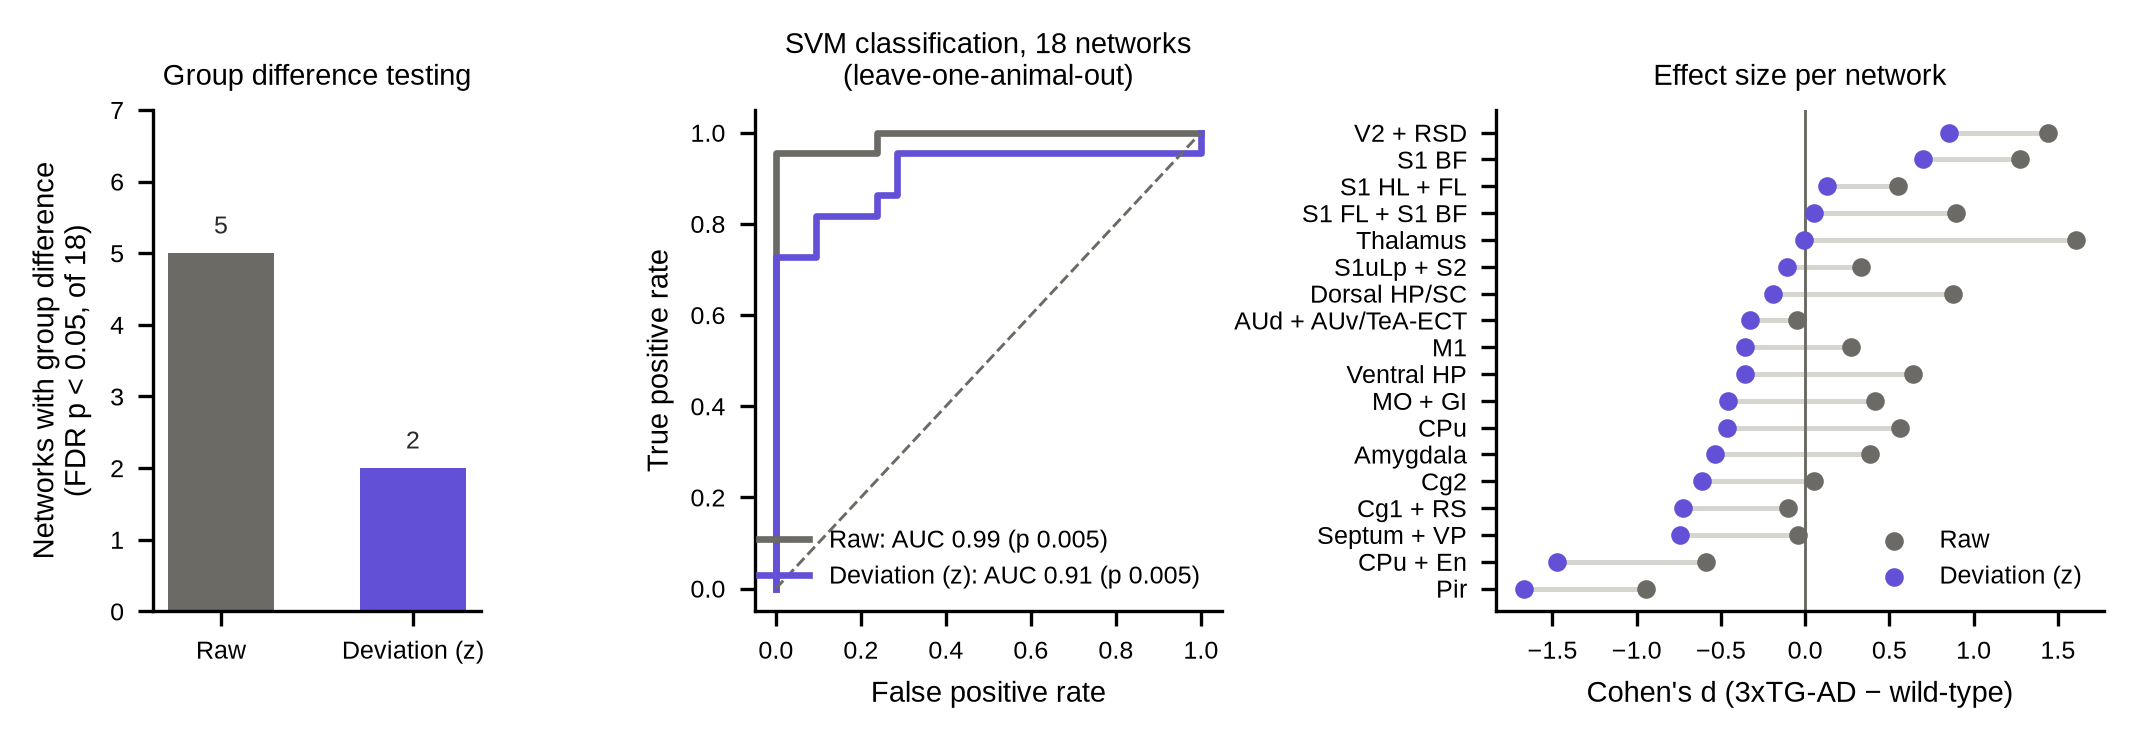 Group difference testing
Networks with group difference
(FDR p < 0.05, of 18)
7
6
5
4
3
2
1
0
5
2
Raw
Deviation (z)
SVM classification, 18 networks
(leave-one-animal-out)
True positive rate
1.0
0.8
0.6
0.4
0.2
0.0
Raw: AUC 0.99 (p 0.005)
Deviation (z): AUC 0.91 (p 0.005)
0.0
0.2
0.4
0.6
0.8
1.0
False positive rate
Effect size per network
V2 + RSD
S1 BF
S1 HL + FL
S1 FL + S1 BF
Thalamus
S1uLp + S2
Dorsal HP/SC
AUd + AUv/TeA-ECT
M1
Ventral HP
MO + GI
CPu
Amygdala
Cg2
Cg1 + RS
Septum + VP
CPu + En
Pir
Raw
Deviation (z)
−1.5
−1.0
−0.5
0.0
0.5
1.0
1.5
Cohen's d (3xTG-AD − wild-type)